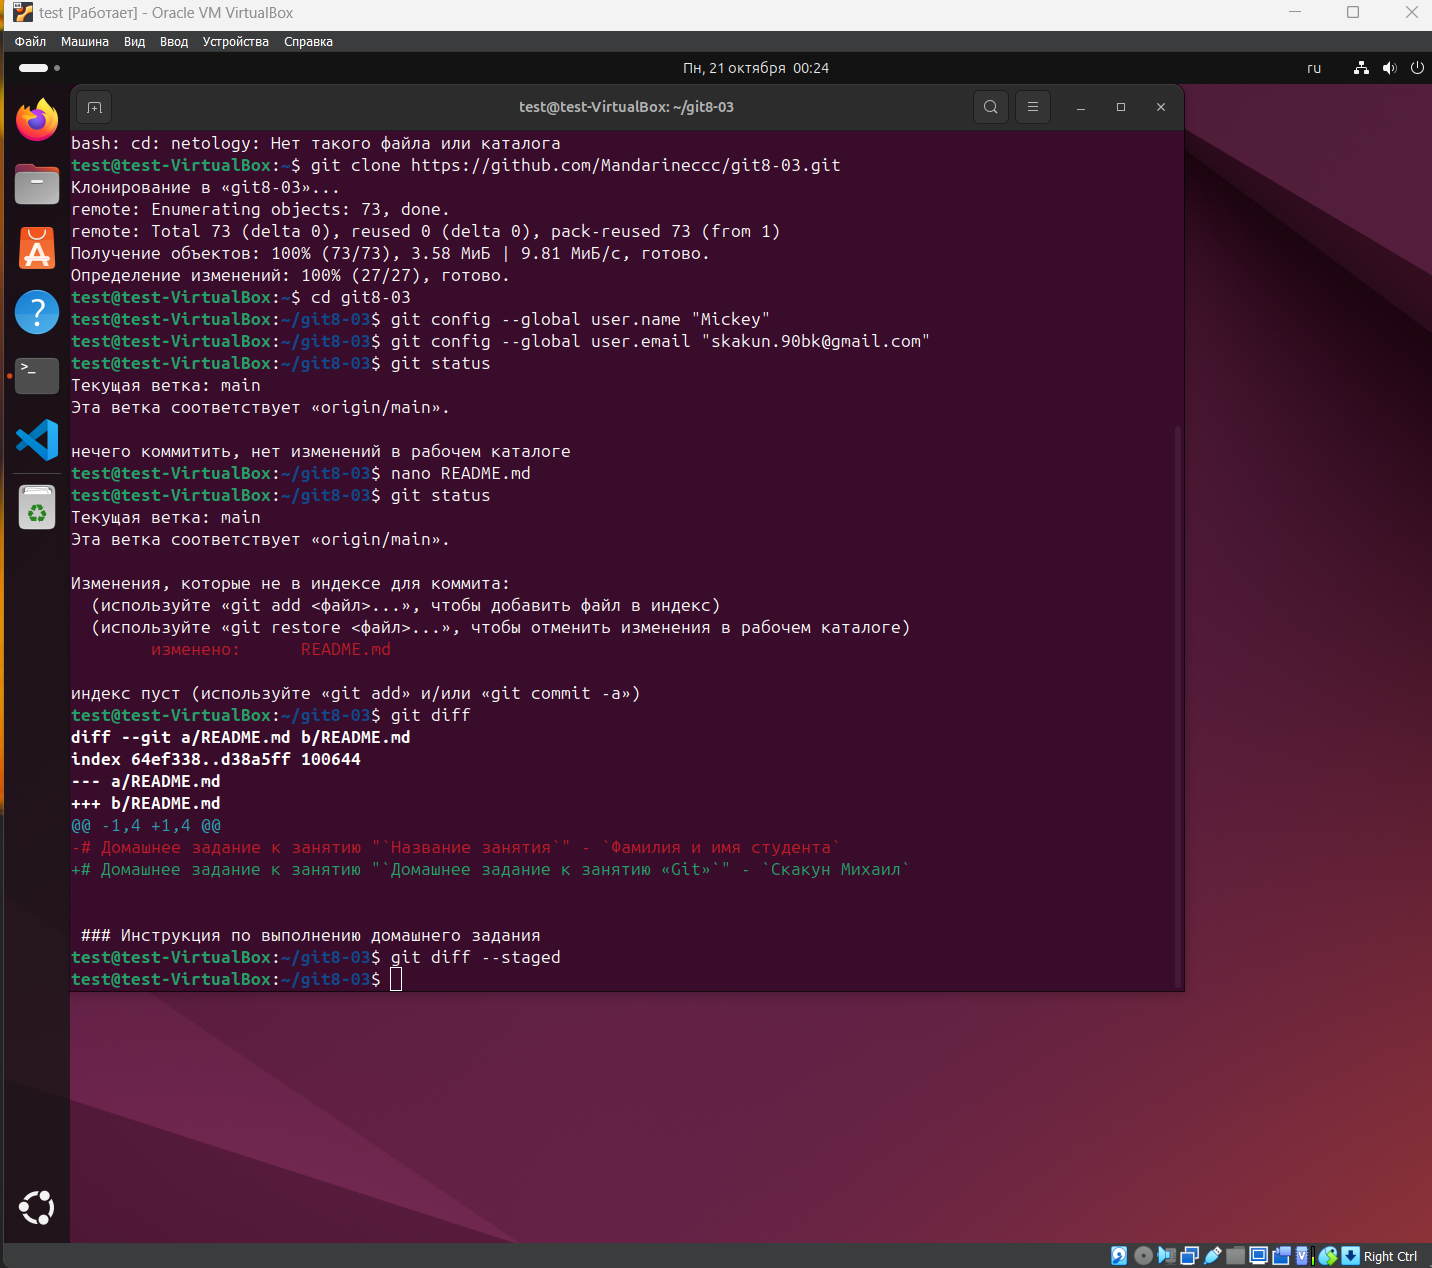 test [Работает] - Oracle VM VirtualBox
Файл Машина Вид Ввод Устройства Справка
Пн, 21 октября 00:24
ru
test@test-VirtualBox: ~/git8-03
bash: cd: netology: Нет такого файла или каталога
test@test-VirtualBox:~$ git clone https://github.com/Mandarineccc/git8-03.git
Клонирование в «git8-03»...
remote: Enumerating objects: 73, done.
remote: Total 73 (delta 0), reused 0 (delta 0), pack-reused 73 (from 1)
Получение объектов: 100% (73/73), 3.58 МиБ | 9.81 МиБ/с, готово.
Определение изменений: 100% (27/27), готово.
test@test-VirtualBox:~$ cd git8-03
test@test-VirtualBox:~/git8-03$ git config --global user.name "Mickey"
test@test-VirtualBox:~/git8-03$ git config --global user.email "skakun.90bk@gmail.com"
test@test-VirtualBox:~/git8-03$ git status
Текущая ветка: main
Эта ветка соответствует «origin/main».
нечего коммитить, нет изменений в рабочем каталоге
test@test-VirtualBox:~/git8-03$ nano README.md
test@test-VirtualBox:~/git8-03$ git status
Текущая ветка: main
Эта ветка соответствует «origin/main».
Изменения, которые не в индексе для коммита:
(используйте «git add <файл>...», чтобы добавить файл в индекс)
(используйте «git restore <файл>...», чтобы отменить изменения в рабочем каталоге)
изменено: README.md
индекс пуст (используйте «git add» и/или «git commit -a»)
test@test-VirtualBox:~/git8-03$ git diff
diff --git a/README.md b/README.md
index 64ef338..d38a5ff 100644
--- a/README.md
+++ b/README.md
@@ -1,4 +1,4 @@
-# Домашнее задание к занятию "`Название занятия`" - `Фамилия и имя студента`
+# Домашнее задание к занятию "`Домашнее задание к занятию «Git»`" - `Скакун Михаил`
### Инструкция по выполнению домашнего задания
test@test-VirtualBox:~/git8-03$ git diff --staged
test@test-VirtualBox:~/git8-03$
Right Ctrl